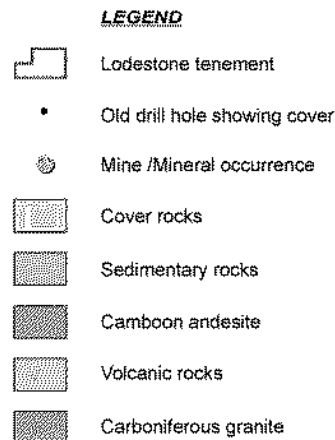 LEGEND
Lodestone tenement
Old drill hole showing cover
Mine /Mineral occurrence
Cover rocks
Sedimentary rocks
Camboon andesite
Volcanic rocks
Carboniferous granite